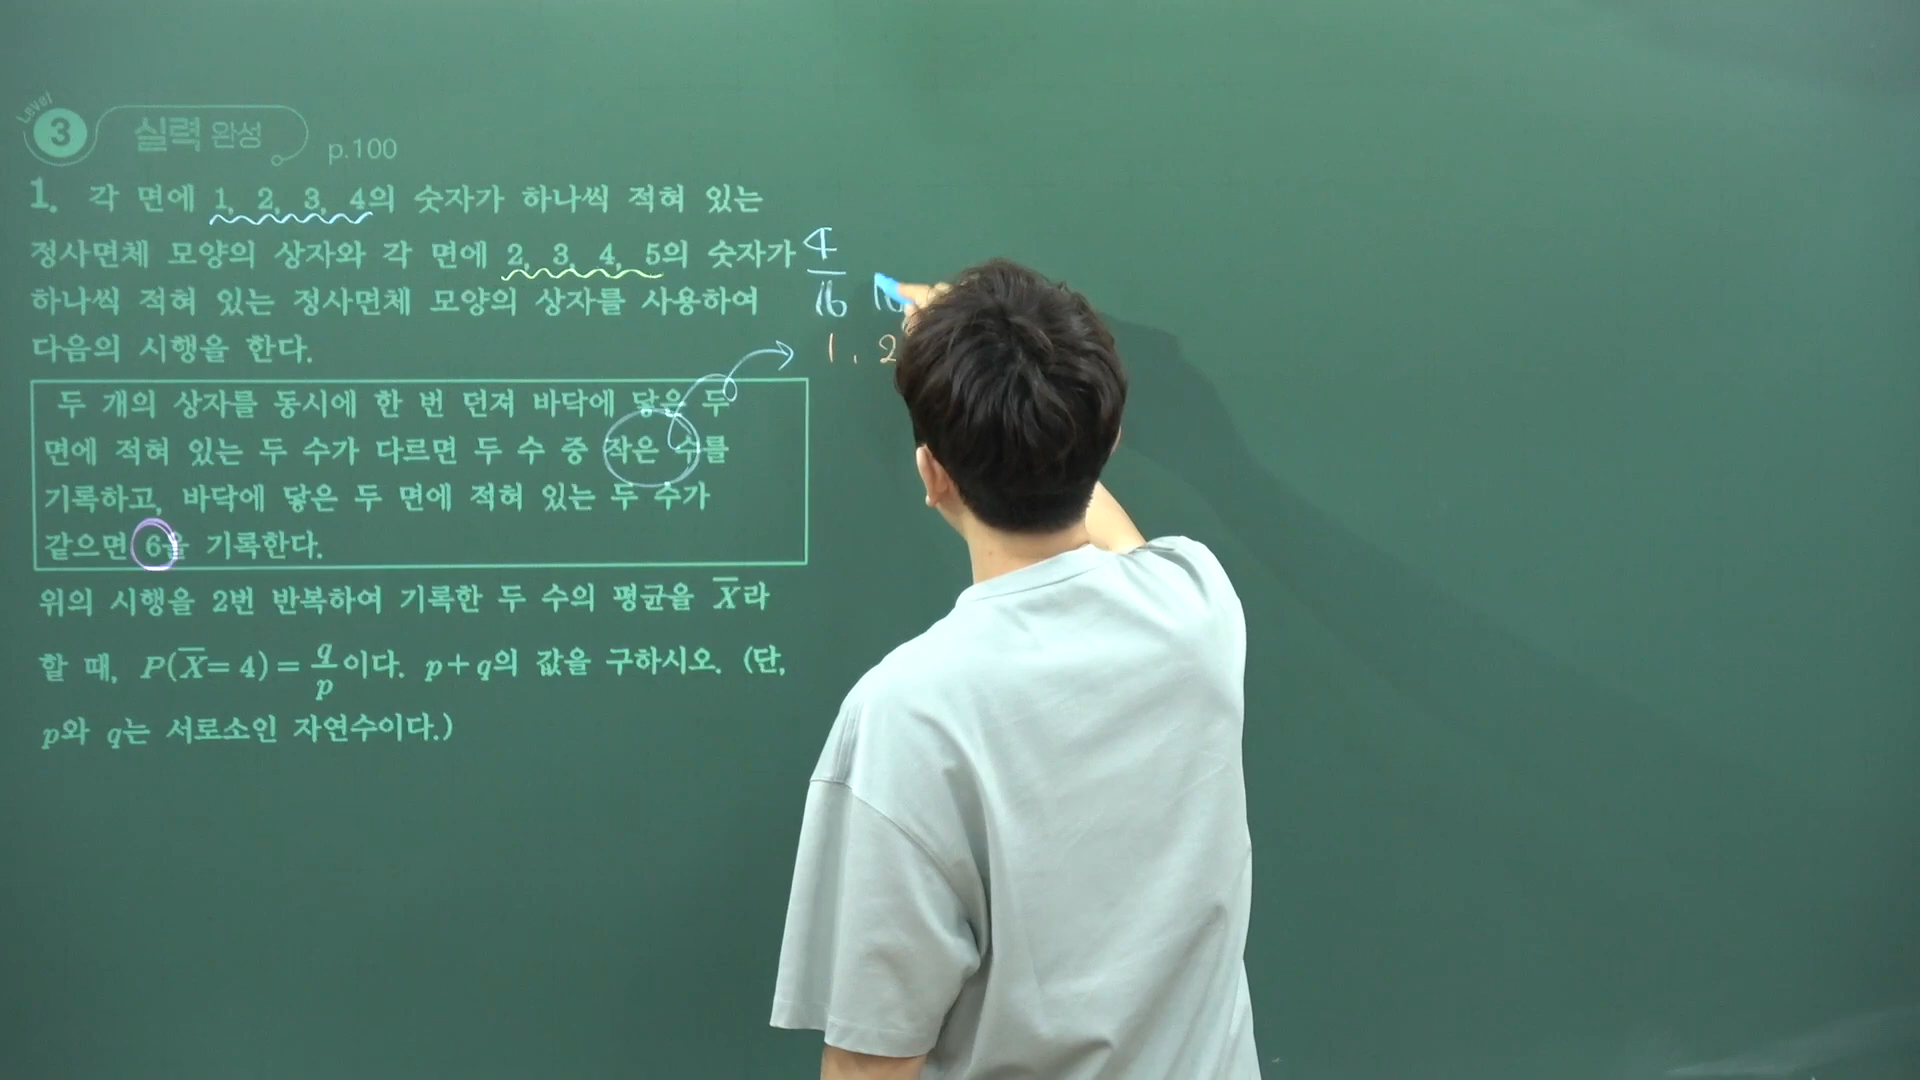 Level 3 실력 완성 p.100
1. 각 면에 1, 2, 3, 4의 숫자가 하나씩 적혀 있는
정사면체 모양의 상자와 각 면에 2, 3, 4, 5의 숫자가
하나씩 적혀 있는 정사면체 모양의 상자를 사용하여
다음의 시행을 한다.
두 개의 상자를 동시에 한 번 던져 바닥에 닿은 두
면에 적혀 있는 두 수가 다르면 두 수 중 작은 수를
기록하고, 바닥에 닿은 두 면에 적혀 있는 두 수가
같으면 6을 기록한다.
위의 시행을 2번 반복하여 기록한 두 수의 평균을 X̄라
할 때, P(X̄=4)=q/p이다. p+q의 값을 구하시오. (단,
p와 q는 서로소인 자연수이다.)
4/16
1, 2